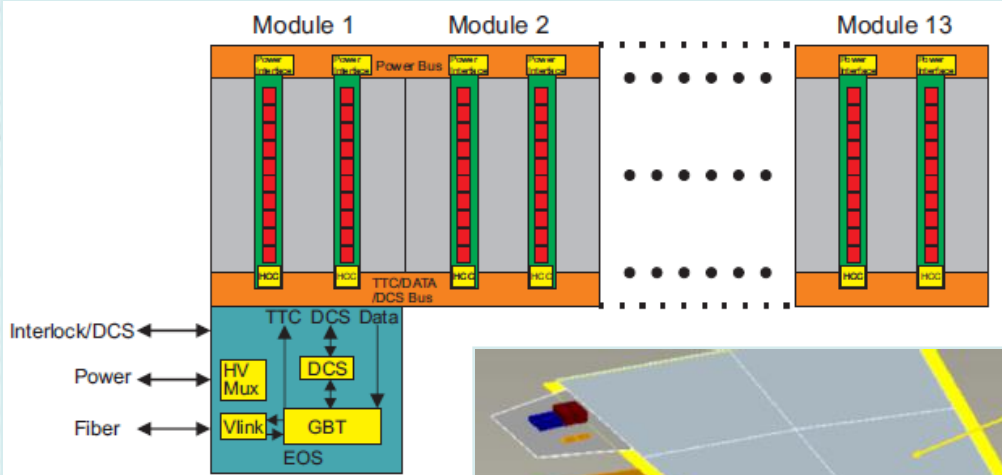 Module 1
Module 2
Module 13
Power
Interface
Power
Interface
Power Bus
Power
Interface
Power
Interface
Power
Interface
Power
Interface
HCC
HCC
TTC/DATA
/DCS Bus
HCC
HCC
HCC
HCC
Interlock/DCS
TTC DCS Data
Power
HV
Mux
DCS
Fiber
Vlink
GBT
EOS